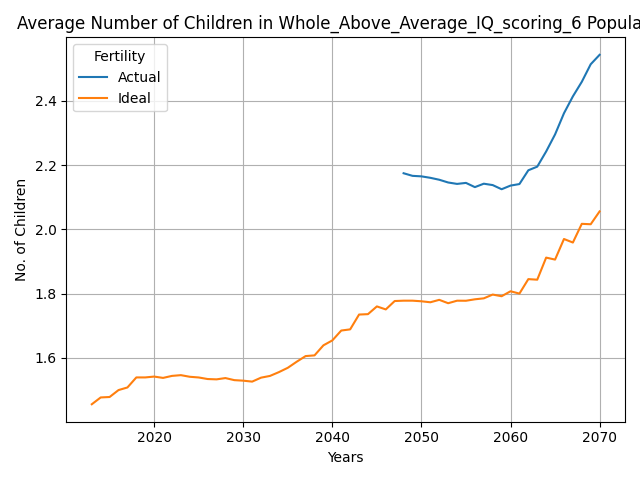 Average Number of Children in Whole_Above_Average_IQ_scoring_6 Popula
Fertility
Actual
Ideal
2.4
2.2
2.0
1.8
1.6
No. of Children
2020 2030 2040 2050 2060 2070
Years